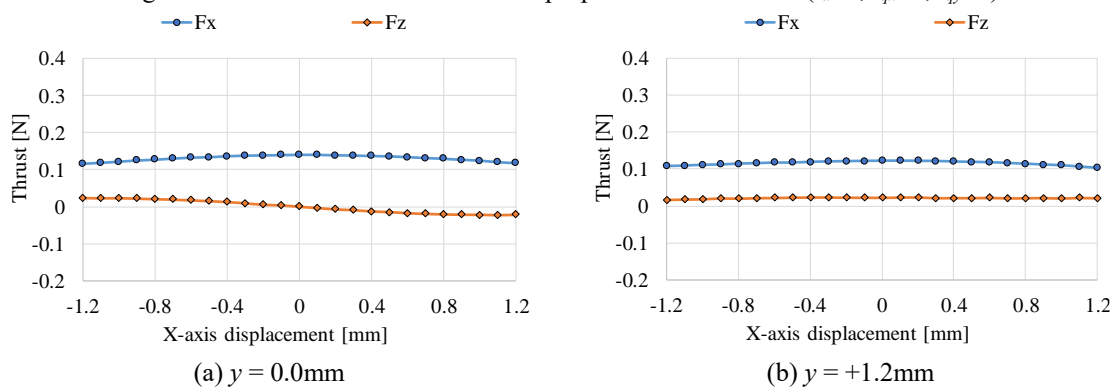 Fx Fz Fx Fz
0.4 0.4
0.3 0.3
0.2 0.2
0.1 0.1
0 0
-0.1 -0.1
-0.2 -0.2
Thrust [N] Thrust [N]
-1.2 -0.8 -0.4 0 0.4 0.8 1.2 -1.2 -0.8 -0.4 0 0.4 0.8 1.2
X-axis displacement [mm] X-axis displacement [mm]
(a) y = 0.0mm (b) y = +1.2mm